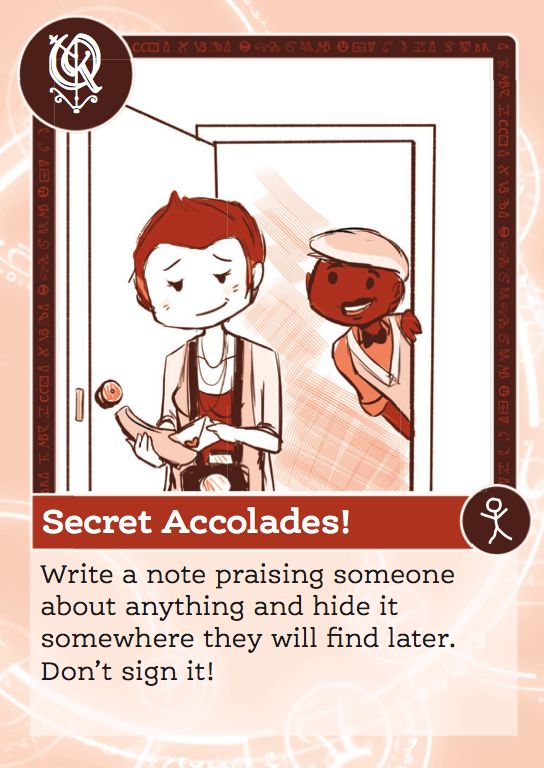 Secret Accolades!
Write a note praising someone
about anything and hide it
somewhere they will find later.
Don’t sign it!